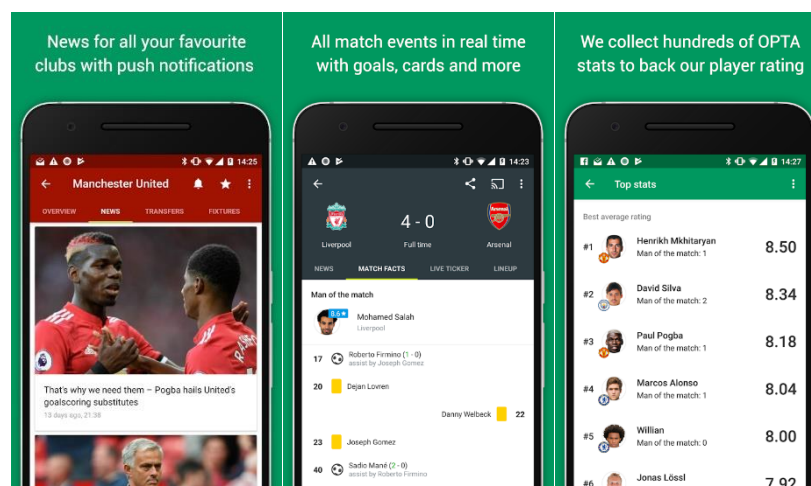 News for all your favourite
clubs with push notifications
14:25
Manchester United
OVERVIEW NEWS TRANSFERS FIXTURES
That's why we need them – Pogba hails United's
goalscoring substitutes
13 days ago, 21:38
All match events in real time
with goals, cards and more
14:23
4 - 0
Liverpool Full time Arsenal
NEWS MATCH FACTS LIVE TICKER LINEUP
Man of the match
8.6
Mohamed Salah
Liverpool
17 Roberto Firmino (1 - 0)
assist by Joseph Gomez
20 Dejan Lovren
Danny Welbeck 22
23 Joseph Gomez
40 Sadio Mané (2 - 0)
assist by Roberto Firmino
We collect hundreds of OPTA
stats to back our player rating
14:27
Top stats
Best average rating
#1 Henrikh Mkhitaryan 8.50
Man of the match: 1
#2 David Silva 8.34
Man of the match: 2
#3 Paul Pogba 8.18
Man of the match: 1
#4 Marcos Alonso 8.04
Man of the match: 1
#5 Willian 8.00
Man of the match: 0
#6 Jonas Lössl 7.92